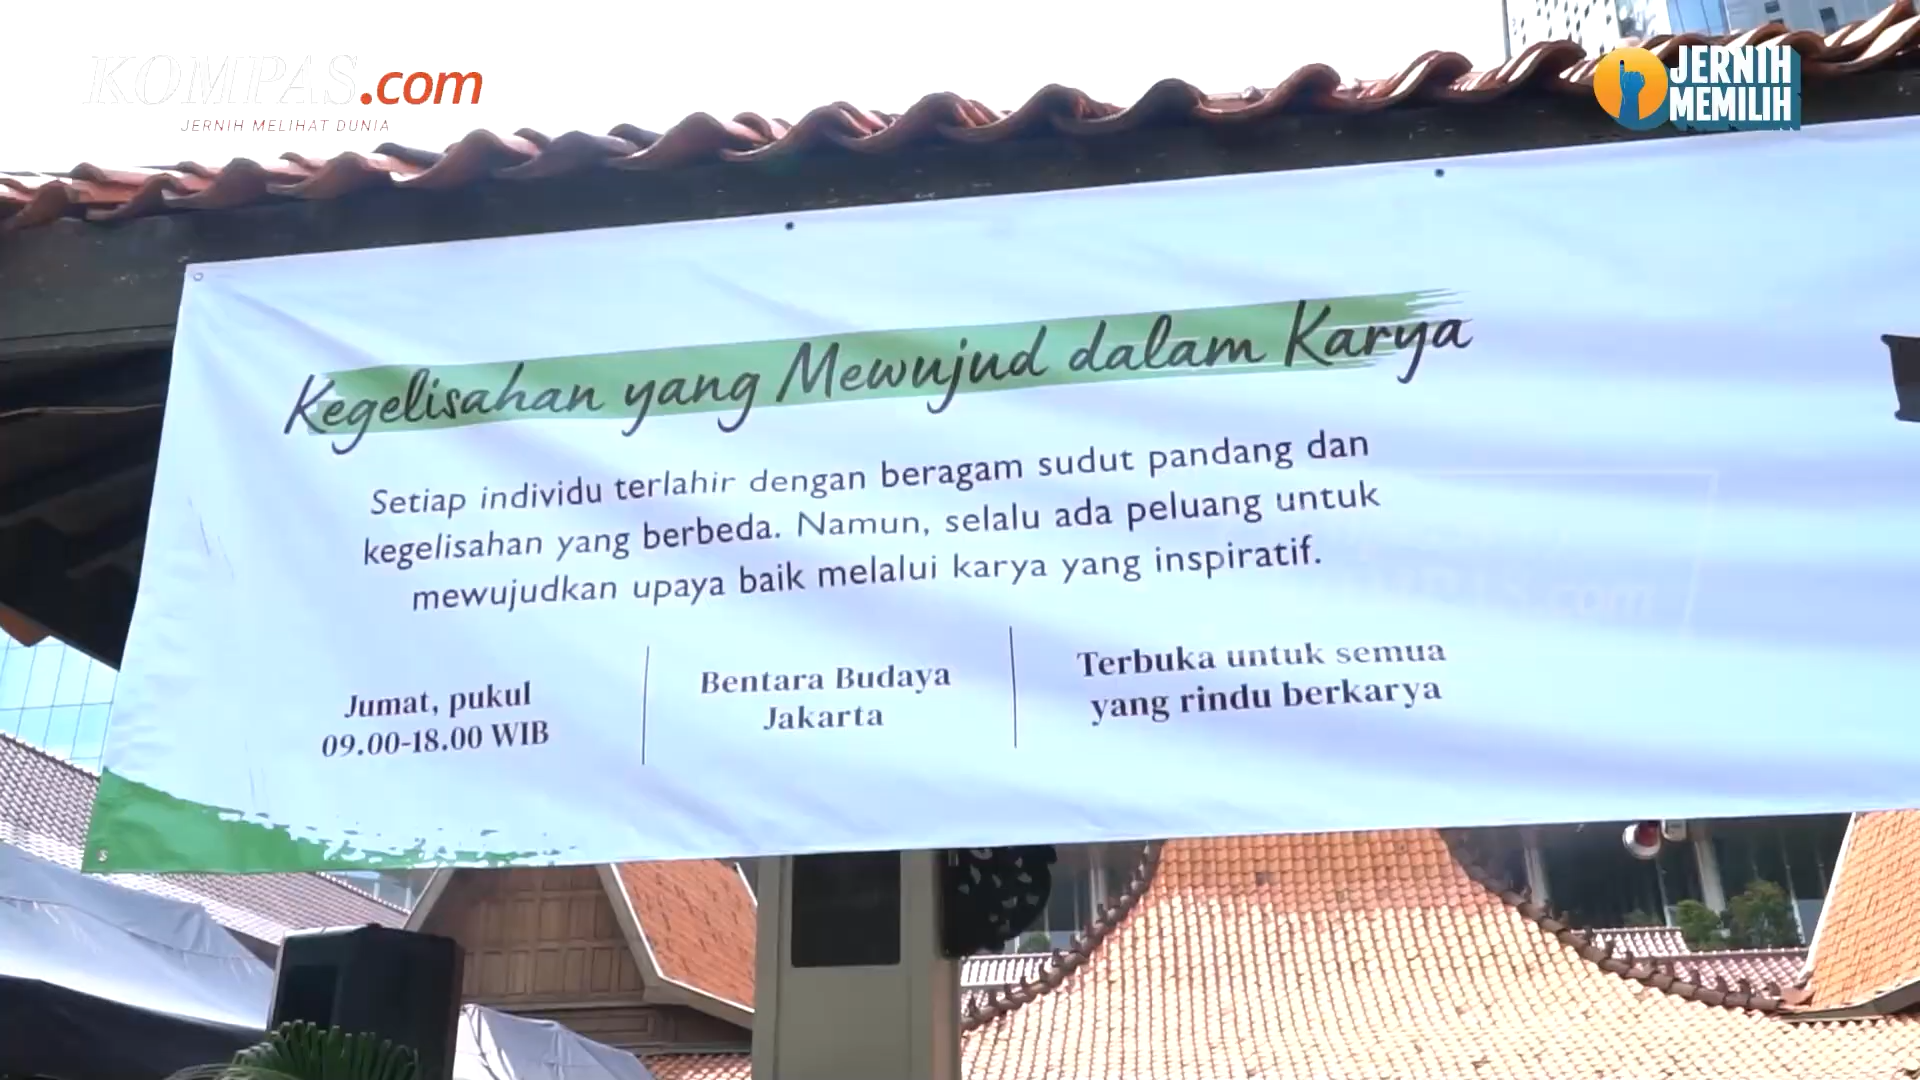 KOMPAS.com
JERNIH MELIHAT DUNIA
JERNIH
MEMILIH
Kegelisahan yang Mewujud dalam Karya
Setiap individu terlahir dengan beragam sudut pandang dan
kegelisahan yang berbeda. Namun, selalu ada peluang untuk
mewujudkan upaya baik melalui karya yang inspiratif.
Jumat, pukul
09.00-18.00 WIB
Bentara Budaya
Jakarta
Terbuka untuk semua
yang rindu berkarya